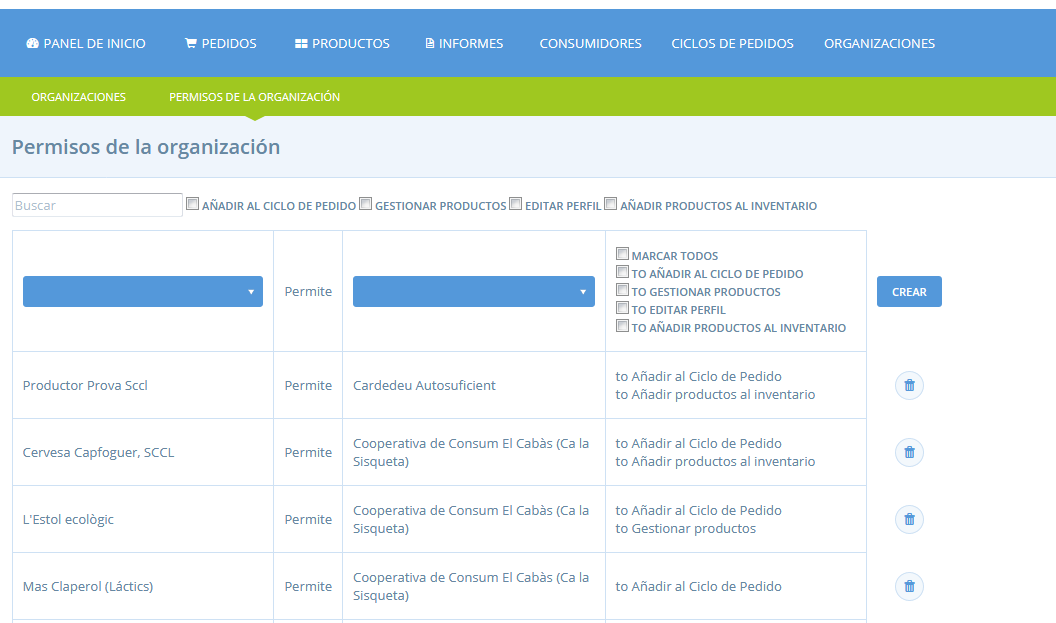 PANEL DE INICIO PEDIDOS PRODUCTOS INFORMES CONSUMIDORES CICLOS DE PEDIDOS ORGANIZACIONES
ORGANIZACIONES PERMISOS DE LA ORGANIZACIÓN
Permisos de la organización
Buscar AÑADIR AL CICLO DE PEDIDO GESTIONAR PRODUCTOS EDITAR PERFIL AÑADIR PRODUCTOS AL INVENTARIO
Permite
MARCAR TODOS
TO AÑADIR AL CICLO DE PEDIDO
TO GESTIONAR PRODUCTOS
TO EDITAR PERFIL
TO AÑADIR PRODUCTOS AL INVENTARIO
CREAR
Productor Prova Sccl
Permite
Cardedeu Autosuficient
to Añadir al Ciclo de Pedido
to Añadir productos al inventario
Cervesa Capfoguer, SCCL
Permite
Cooperativa de Consum El Cabàs (Ca la
Sisqueta)
to Añadir al Ciclo de Pedido
to Añadir productos al inventario
L'Estol ecològic
Permite
Cooperativa de Consum El Cabàs (Ca la
Sisqueta)
to Añadir al Ciclo de Pedido
to Gestionar productos
Mas Claperol (Làctics)
Permite
Cooperativa de Consum El Cabàs (Ca la
Sisqueta)
to Añadir al Ciclo de Pedido